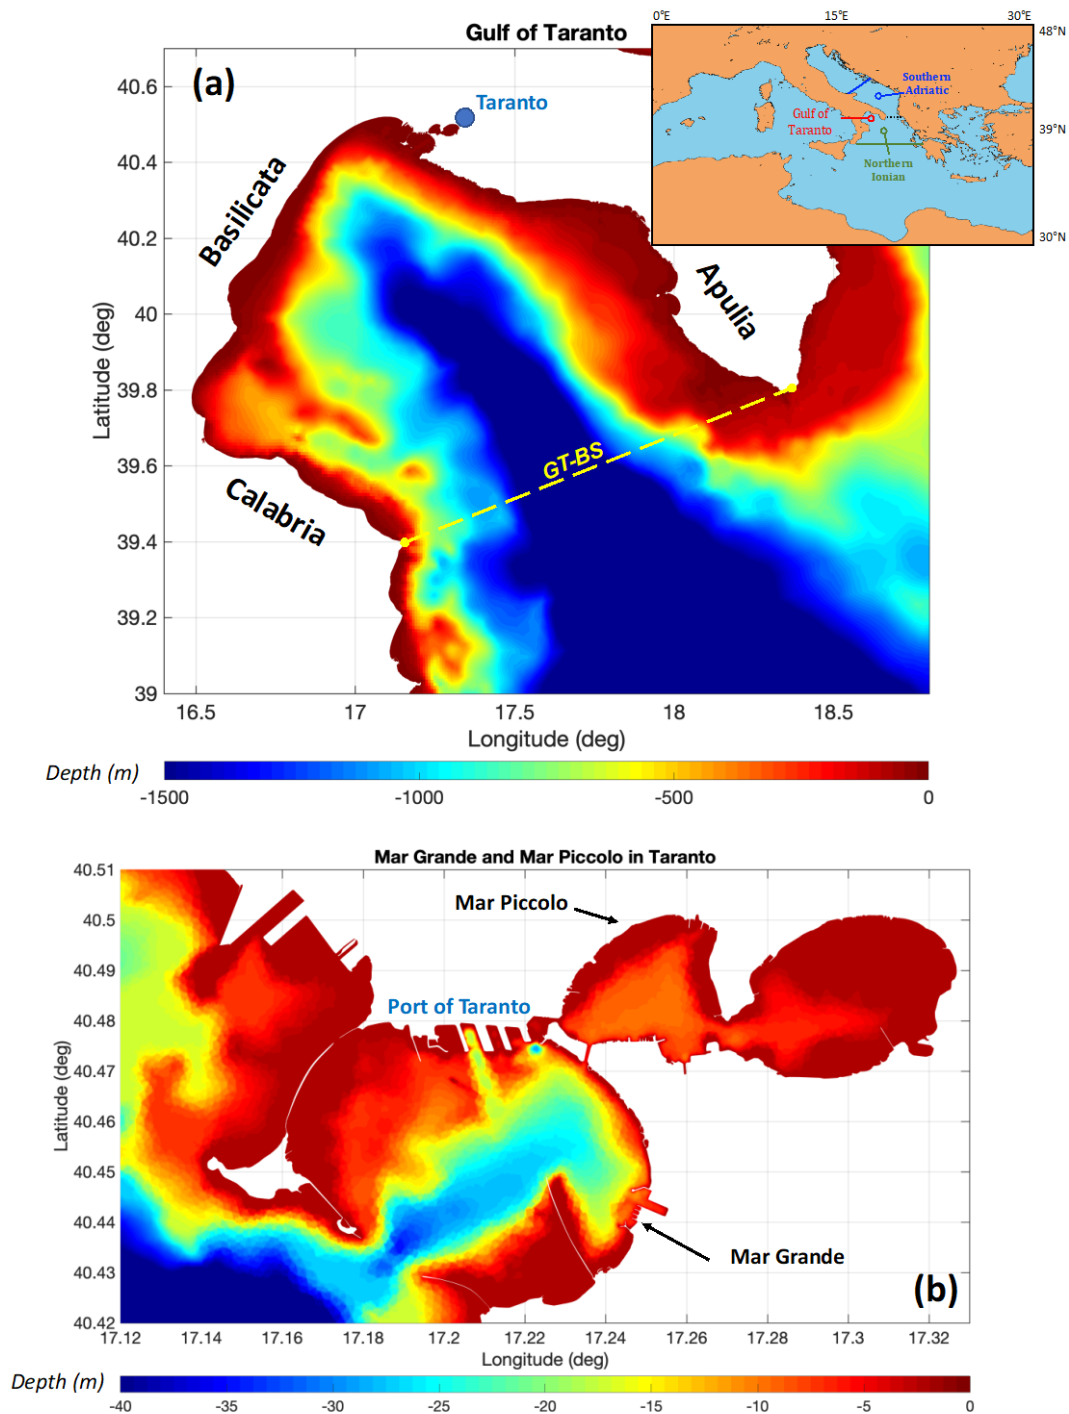 Gulf of Taranto
0°E
15°E
30°E
48°N
39°N
30°N
Southern
Adriatic
Gulf of
Taranto
Northern
Ionian
(a)
Taranto
Basilicata
Apulia
Calabria
GT-BS
40.6
40.4
40.2
40
39.8
39.6
39.4
39.2
39
Latitude (deg)
16.5
17
17.5
18
18.5
Longitude (deg)
Depth (m)
-1500
-1000
-500
0
Mar Grande and Mar Piccolo in Taranto
Mar Piccolo
Port of Taranto
Mar Grande
(b)
40.51
40.5
40.49
40.48
40.47
40.46
40.45
40.44
40.43
40.42
Latitude (deg)
17.12
17.14
17.16
17.18
17.2
17.22
17.24
17.26
17.28
17.3
17.32
Longitude (deg)
Depth (m)
-40
-35
-30
-25
-20
-15
-10
-5
0